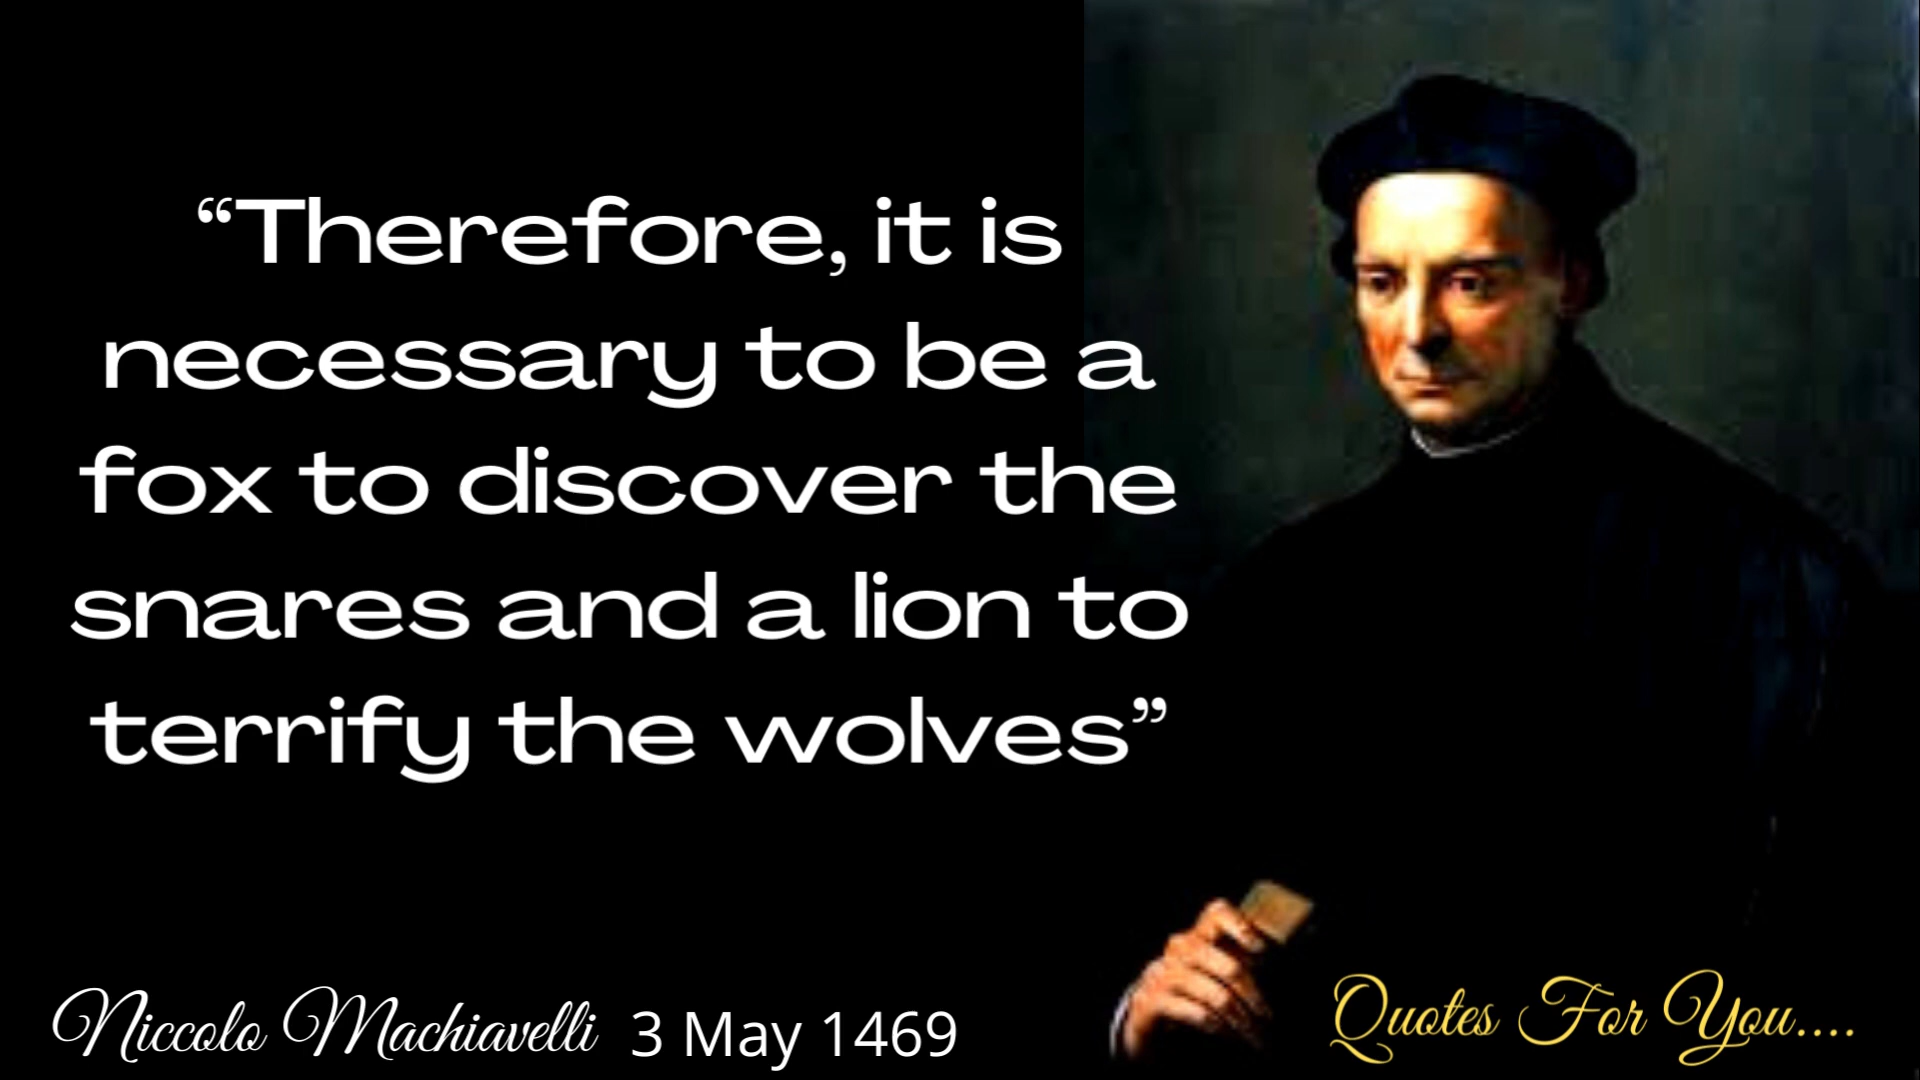 “Therefore, it is
necessary to be a
fox to discover the
snares and a lion to
terrify the wolves”
Niccolo Machiavelli 3 May 1469
Quotes For You....